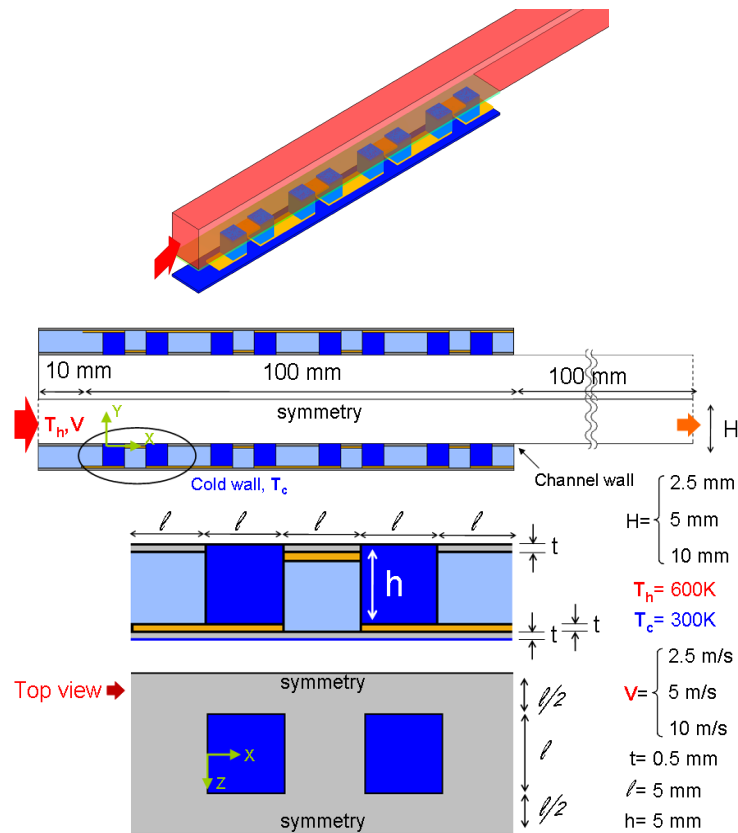 10 mm
100 mm
100 mm
symmetry
Tₕ,V
Y
X
H
Cold wall, T꜀
Channel wall
ℓ ℓ ℓ ℓ ℓ
t
h
t
t
H=
2.5 mm
5 mm
10 mm
Tₕ= 600K
T꜀= 300K
V=
2.5 m/s
5 m/s
10 m/s
t= 0.5 mm
ℓ= 5 mm
h= 5 mm
Top view
symmetry
ℓ/2
X
Z
ℓ
symmetry
ℓ/2